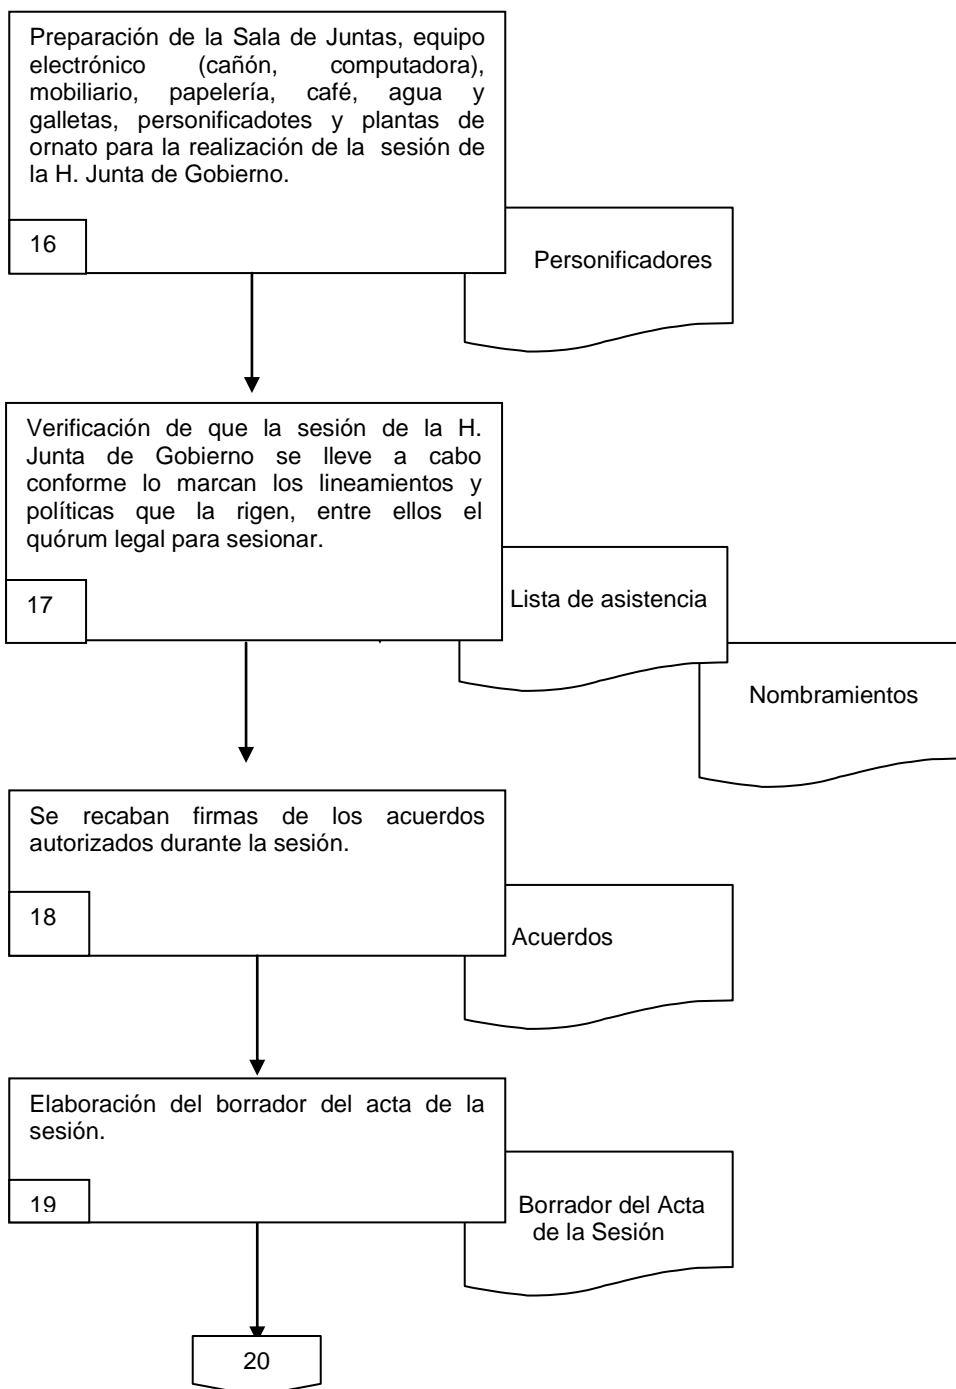 Preparación de la Sala de Juntas, equipo
electrónico (cañón, computadora),
mobiliario, papelería, café, agua y
galletas, personificadotes y plantas de
ornato para la realización de la sesión de
la H. Junta de Gobierno.
16
Personificadores
Verificación de que la sesión de la H.
Junta de Gobierno se lleve a cabo
conforme lo marcan los lineamientos y
políticas que la rigen, entre ellos el
quórum legal para sesionar.
17
Lista de asistencia
Nombramientos
Se recaban firmas de los acuerdos
autorizados durante la sesión.
18
Acuerdos
Elaboración del borrador del acta de la
sesión.
19
Borrador del Acta
de la Sesión
20